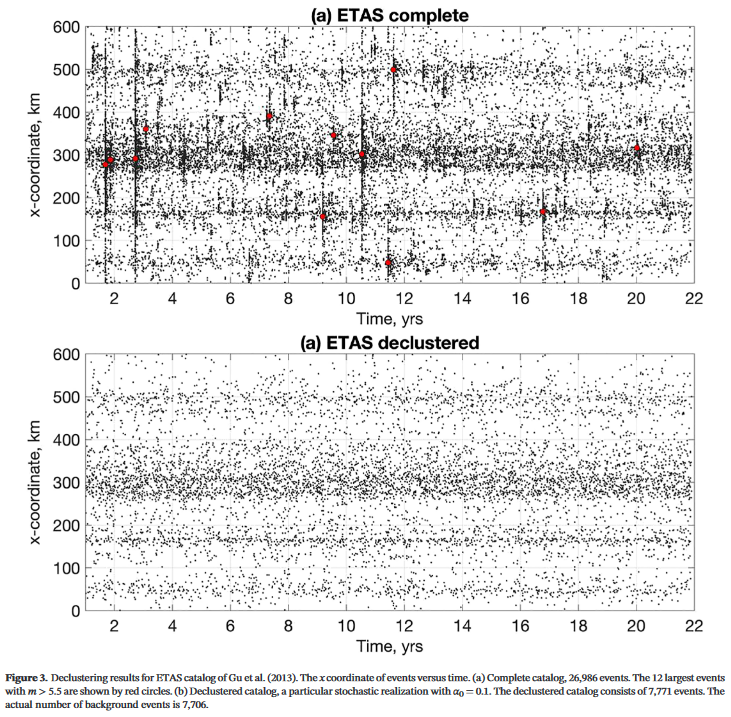 (a) ETAS complete
600
500
400
300
200
100
0
x-coordinate, km
2 4 6 8 10 12 14 16 18 20 22
Time, yrs
(a) ETAS declustered
600
500
400
300
200
100
0
x-coordinate, km
2 4 6 8 10 12 14 16 18 20 22
Time, yrs
Figure 3. Declustering results for ETAS catalog of Gu et al. (2013). The x coordinate of events versus time. (a) Complete catalog, 26,986 events. The 12 largest events
with m > 5.5 are shown by red circles. (b) Declustered catalog, a particular stochastic realization with α₀ = 0.1. The declustered catalog consists of 7,771 events. The
actual number of background events is 7,706.